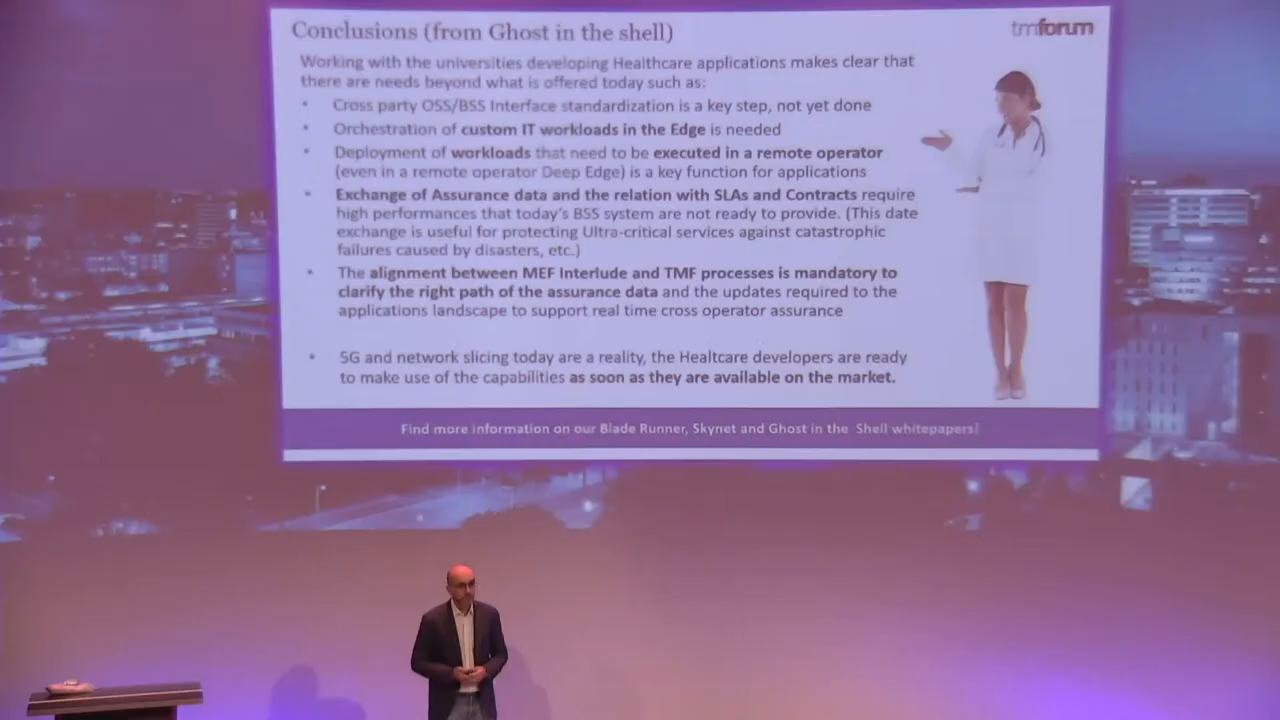 Conclusions (from Ghost in the shell)
tmforum
Working with the universities developing Healthcare applications makes clear that
there are needs beyond what is offered today such as:
• Cross party OSS/BSS Interface standardization is a key step, not yet done
• Orchestration of custom IT workloads in the Edge is needed
• Deployment of workloads that need to be executed in a remote operator
(even in a remote operator Deep Edge) is a key function for applications
• Exchange of Assurance data and the relation with SLAs and Contracts require
high performances that today's BSS system are not ready to provide. (This date
exchange is useful for protecting Ultra-critical services against catastrophic
failures caused by disasters, etc.)
• The alignment between MEF Interlude and TMF processes is mandatory to
clarify the right path of the assurance data and the updates required to the
applications landscape to support real time cross operator assurance
• 5G and network slicing today are a reality, the Healtcare developers are ready
to make use of the capabilities as soon as they are available on the market.
Find more information on our Blade Runner, Skynet and Ghost in the Shell whitepapers!